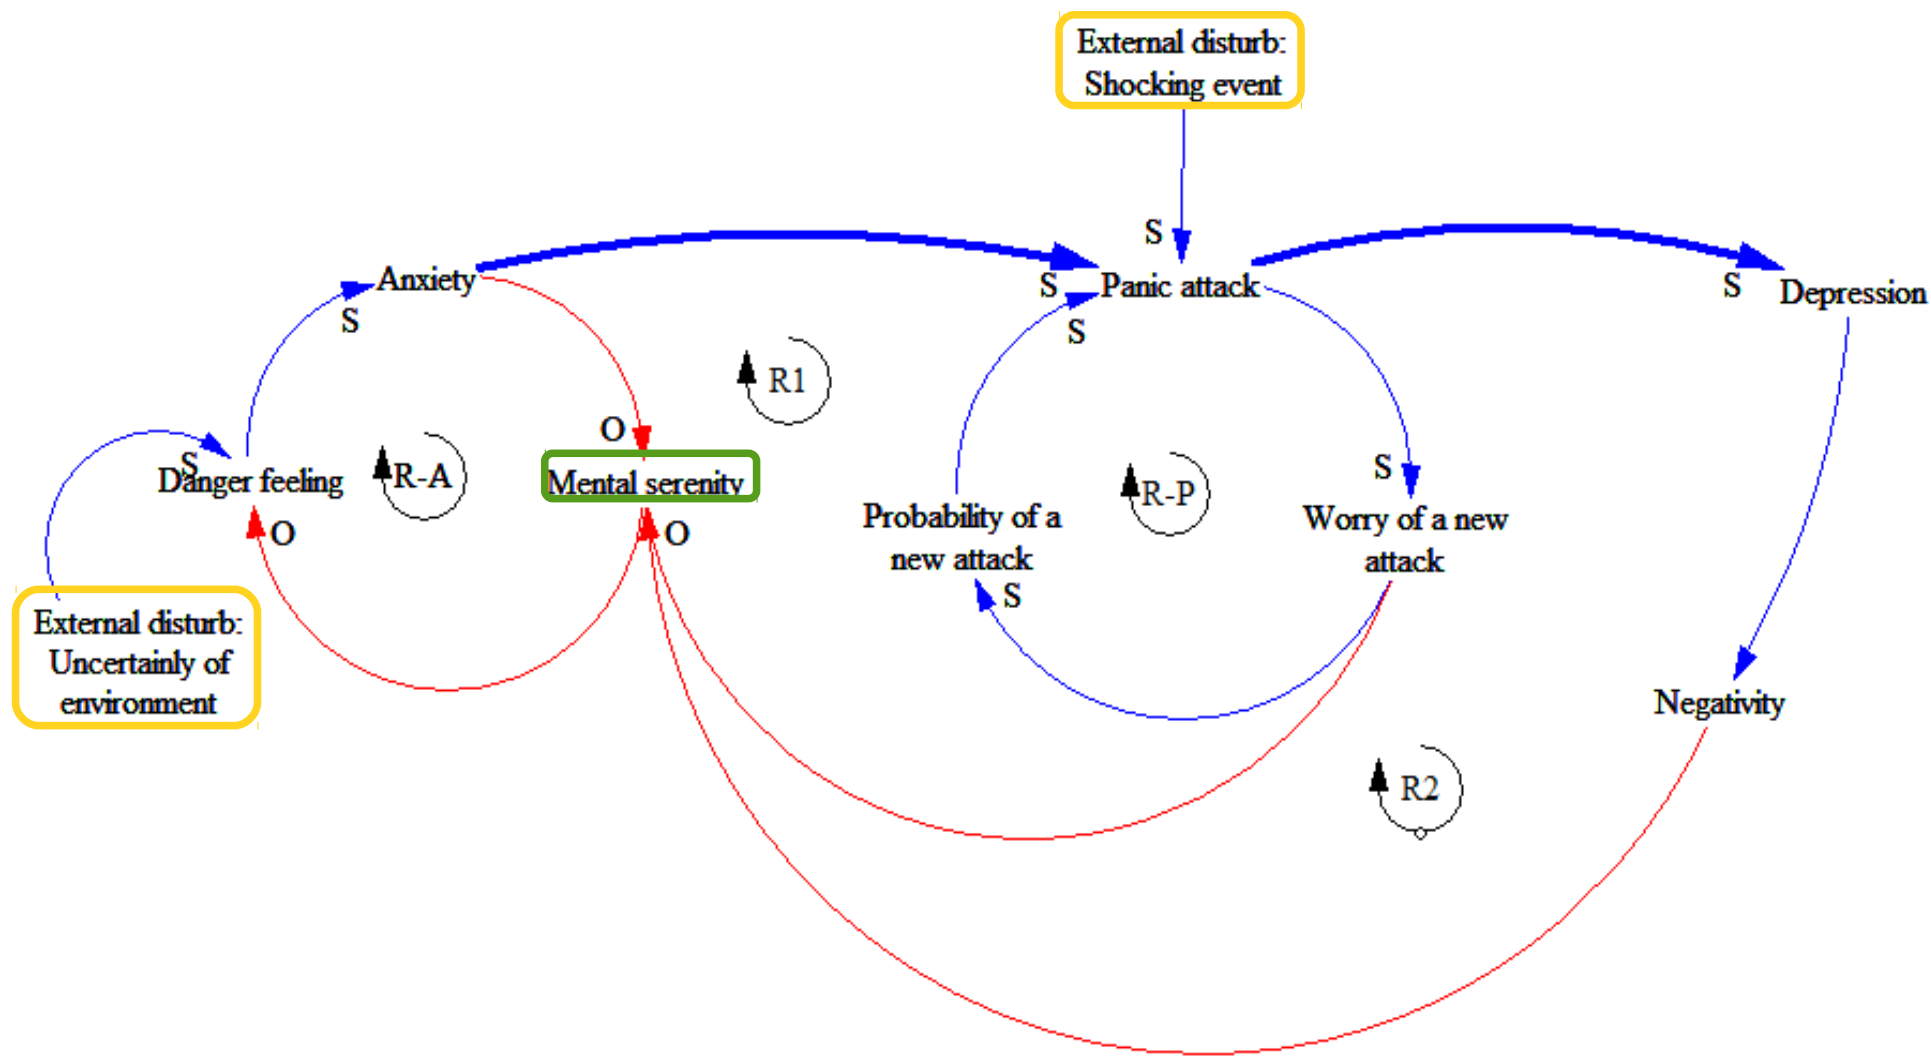 External disturb:
Shocking event
S
Anxiety
S
Panic attack
S
Depression
S
S
R1
O
S
Danger feeling
R-A
Mental serenity
S
R-P
Probability of a
new attack
Worry of a new
attack
O
O
S
External disturb:
Uncertainly of
environment
Negativity
R2